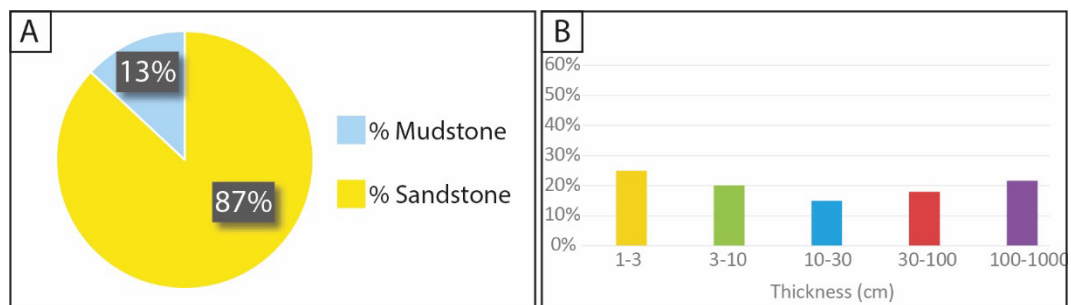 A
13%
87%
% Mudstone
% Sandstone
B
60%
50%
40%
30%
20%
10%
0%
1-3 3-10 10-30 30-100 100-1000
Thickness (cm)